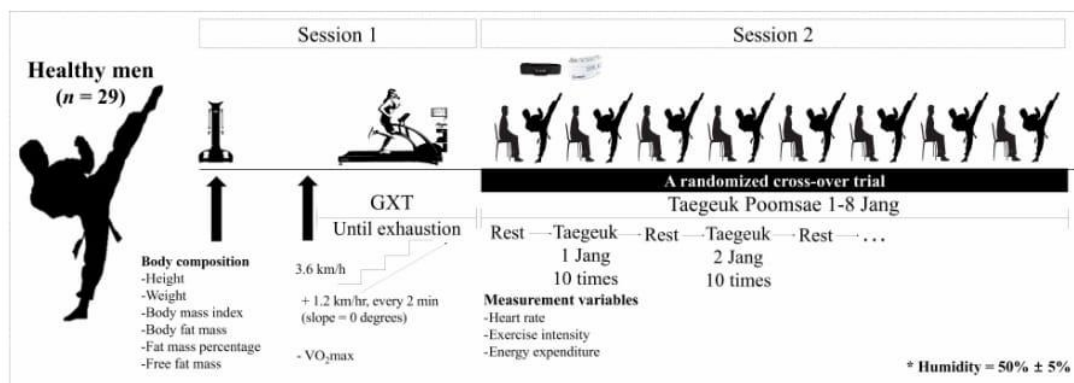 Session 1
Session 2
Healthy men
(n = 29)
A randomized cross-over trial
GXT
Until exhaustion
3.6 km/h
+ 1.2 km/hr, every 2 min
(slope = 0 degrees)
- VO₂max
Body composition
-Height
-Weight
-Body mass index
-Body fat mass
-Fat mass percentage
-Free fat mass
Taegeuk Poomsae 1-8 Jang
Rest → Taegeuk → Rest → Taegeuk → Rest → ...
1 Jang 2 Jang
10 times 10 times
Measurement variables
-Heart rate
-Exercise intensity
-Energy expenditure
* Humidity = 50% ± 5%